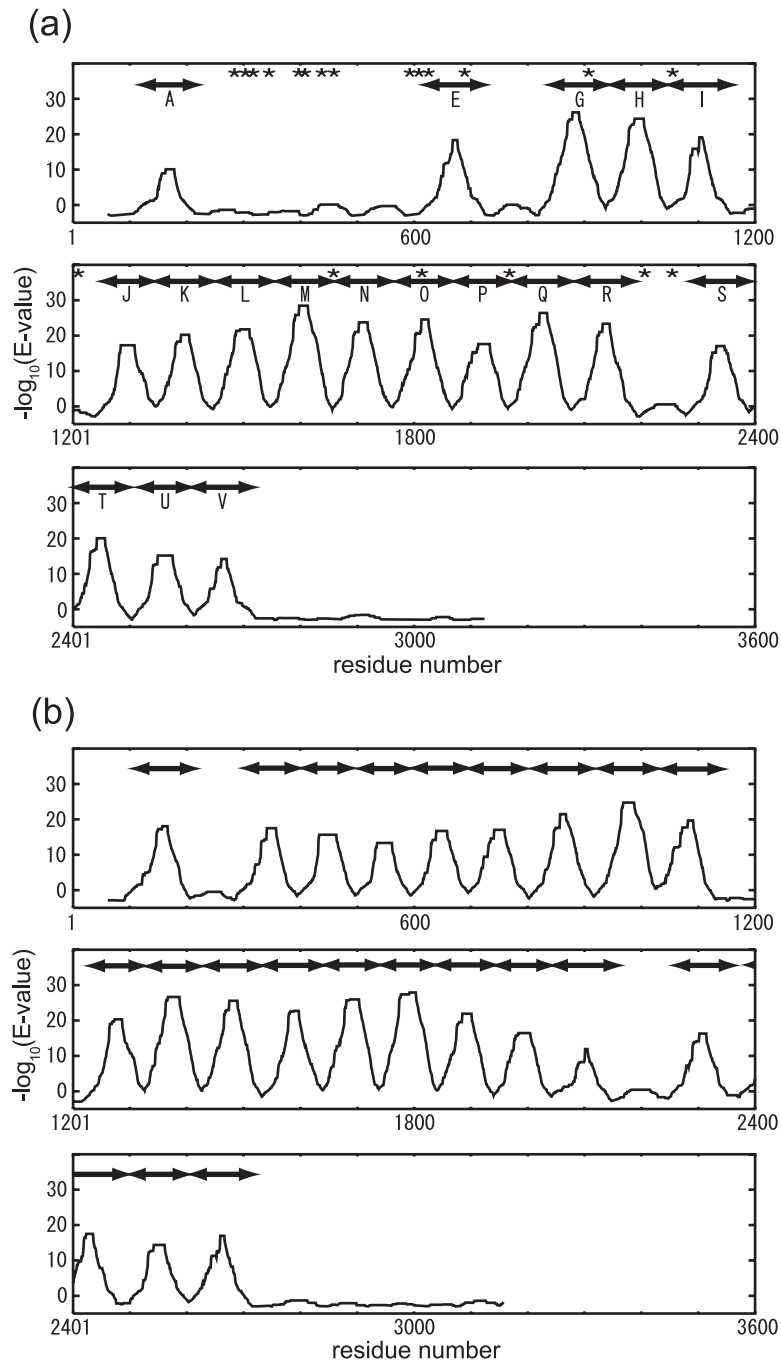 (a)
* * * * * * * * * * * * * *
A E G H I
30
20
10
0
1 600 1200
* * * * * *
J K L M N O P Q R S
30
20
10
0
1201 1800 2400
-log10(E-value)
T U V
30
20
10
0
2401 3000 3600
residue number
(b)
30
20
10
0
1 600 1200
30
20
10
0
1201 1800 2400
-log10(E-value)
30
20
10
0
2401 3000 3600
residue number